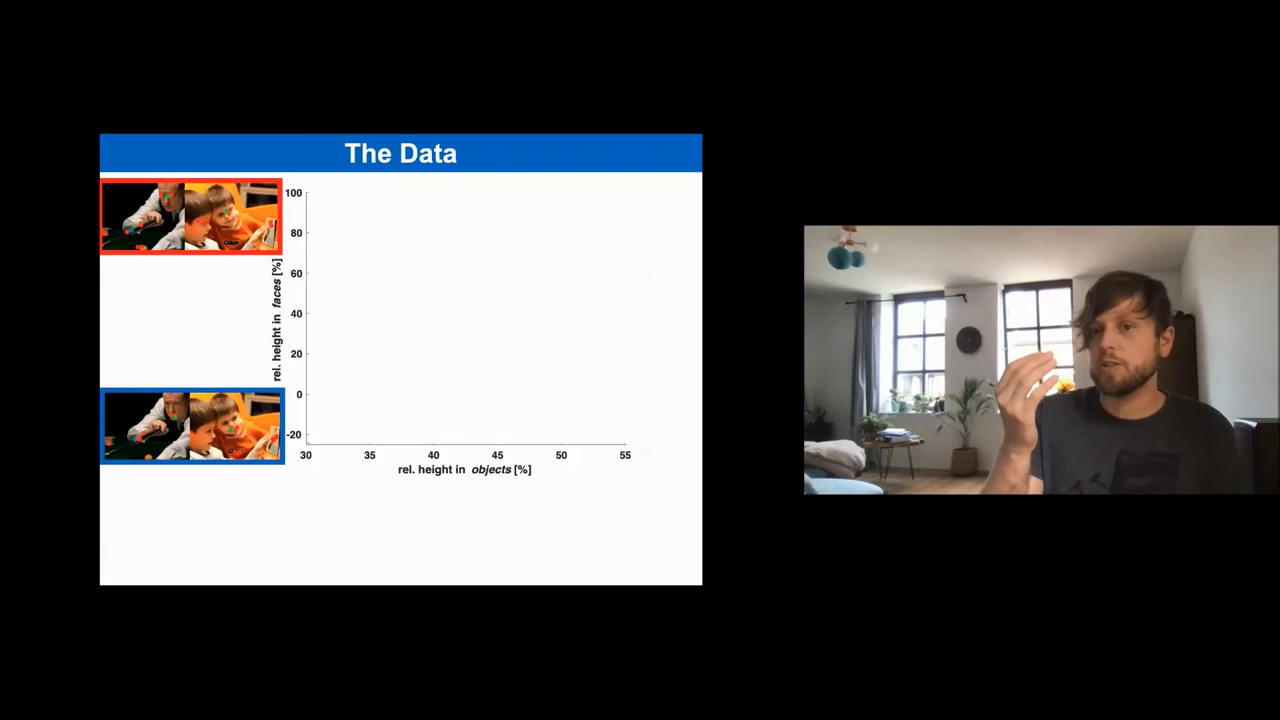 The Data
100
80
60
40
20
0
-20
rel. height in faces [%]
30 35 40 45 50 55
rel. height in objects [%]